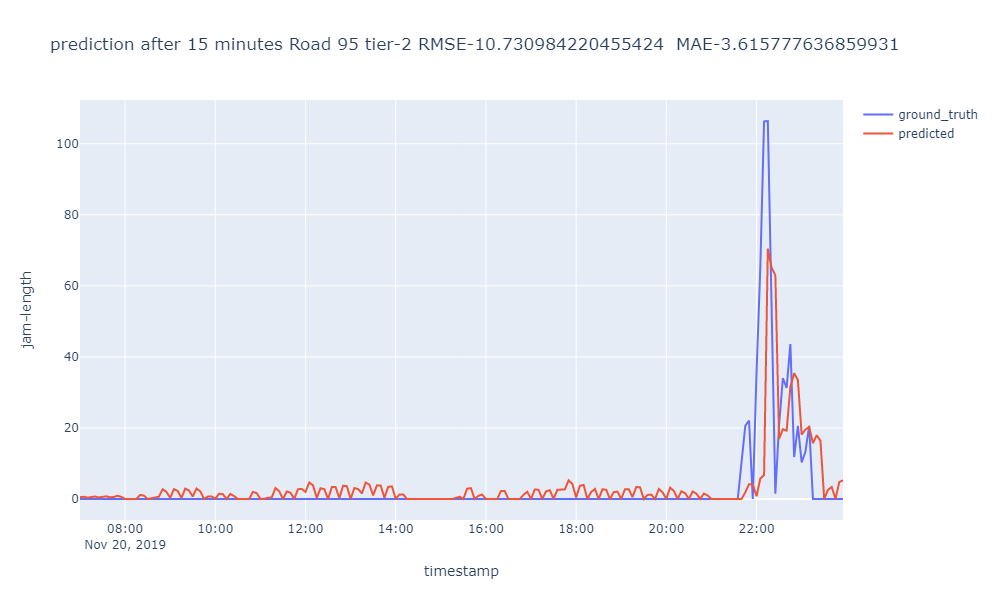 prediction after 15 minutes Road 95 tier-2 RMSE-10.730984220455424  MAE-3.615777636859931
ground_truth
predicted
100
80
60
40
20
0
jam-length
08:00 10:00 12:00 14:00 16:00 18:00 20:00 22:00
Nov 20, 2019
timestamp